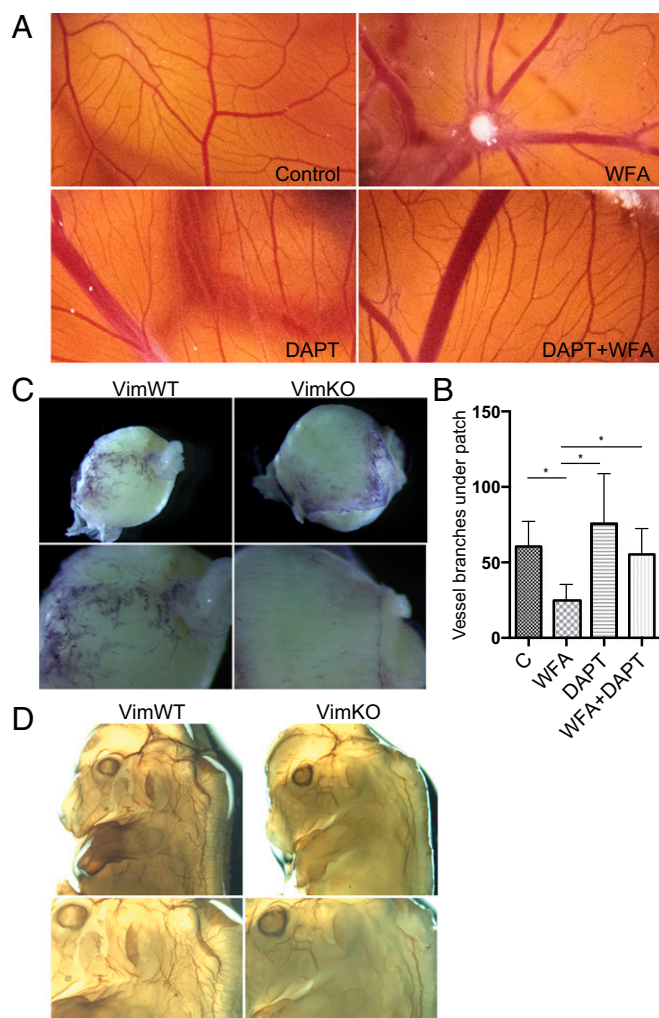 A
Control
WFA
DAPT
DAPT+WFA
C
VimWT
VimKO
B
150
100
50
0
Vessel branches under patch
*
*
*
C
WFA
DAPT
WFA+DAPT
D
VimWT
VimKO